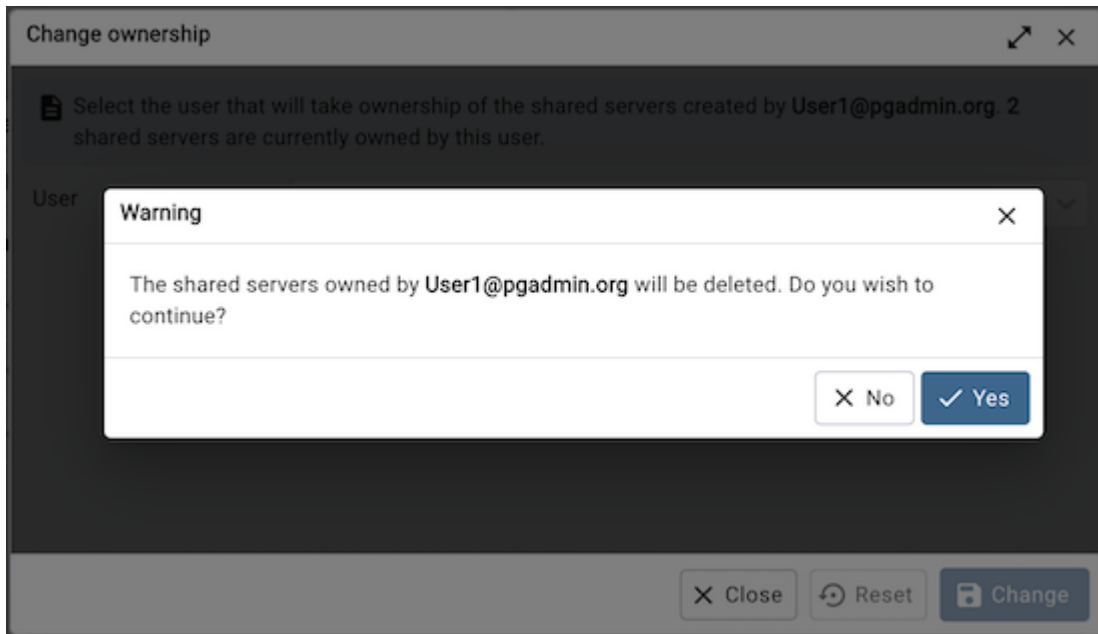 Change ownership
Select the user that will take ownership of the shared servers created by User1@pgadmin.org. 2
shared servers are currently owned by this user.
User
Warning
The shared servers owned by User1@pgadmin.org will be deleted. Do you wish to
continue?
No
Yes
Close
Reset
Change